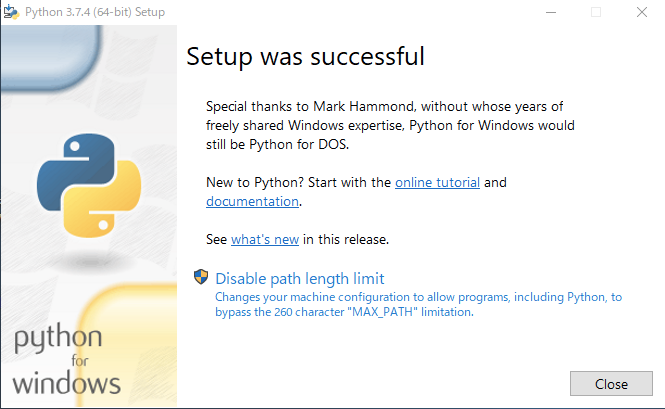 Python 3.7.4 (64-bit) Setup
Setup was successful
Special thanks to Mark Hammond, without whose years of
freely shared Windows expertise, Python for Windows would
still be Python for DOS.
New to Python? Start with the online tutorial and
documentation.
See what's new in this release.
Disable path length limit
Changes your machine configuration to allow programs, including Python, to
bypass the 260 character "MAX_PATH" limitation.
python
for
windows
Close